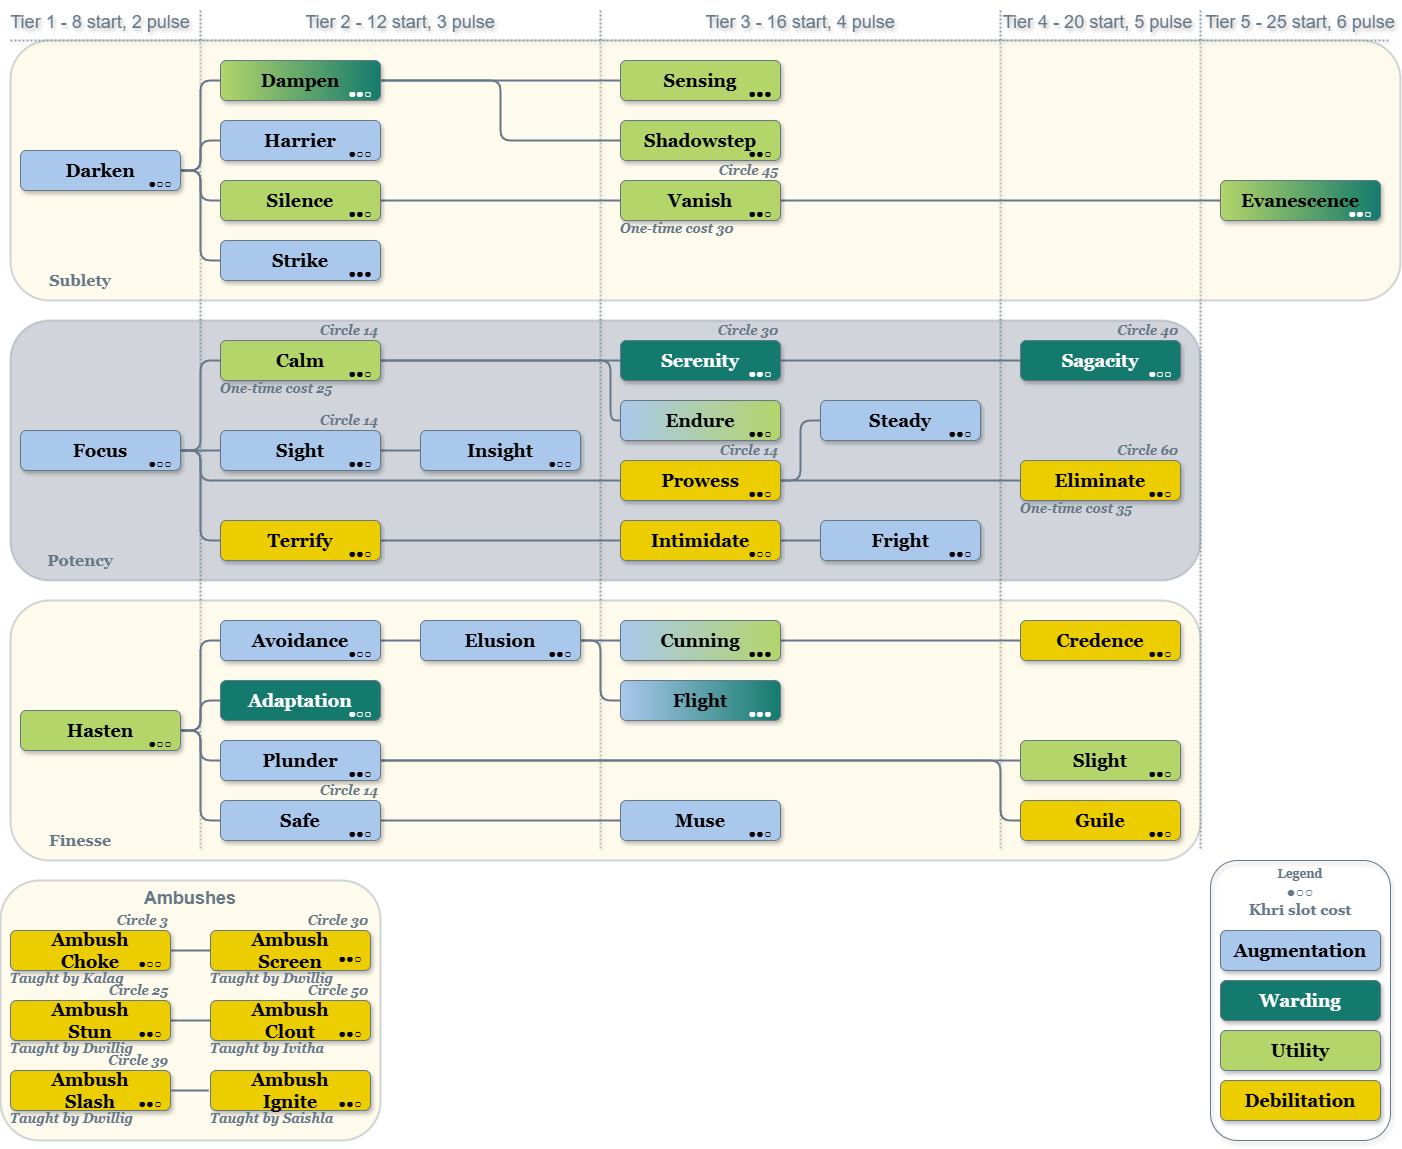 Tier 1 - 8 start, 2 pulse
Tier 2 - 12 start, 3 pulse
Tier 3 - 16 start, 4 pulse
Tier 4 - 20 start, 5 pulse
Tier 5 - 25 start, 6 pulse
Dampen
Sensing
Harrier
Shadowstep
Circle 45
Darken
Silence
Vanish
Evanescence
One-time cost 30
Strike
Sublety
Circle 14
Circle 30
Circle 40
Calm
Serenity
Sagacity
One-time cost 25
Circle 14
Endure
Steady
Focus
Sight
Insight
Circle 14
Circle 60
Prowess
Eliminate
One-time cost 35
Terrify
Intimidate
Fright
Potency
Avoidance
Elusion
Cunning
Credence
Adaptation
Flight
Hasten
Plunder
Slight
Circle 14
Safe
Muse
Guile
Finesse
Ambushes
Circle 3
Circle 30
Ambush
Choke
Ambush
Screen
Taught by Kalag
Taught by Dwillig
Circle 25
Circle 50
Ambush
Stun
Ambush
Clout
Taught by Dwillig
Taught by Ivitha
Circle 39
Ambush
Slash
Ambush
Ignite
Taught by Dwillig
Taught by Saishla
Legend
Khri slot cost
Augmentation
Warding
Utility
Debilitation